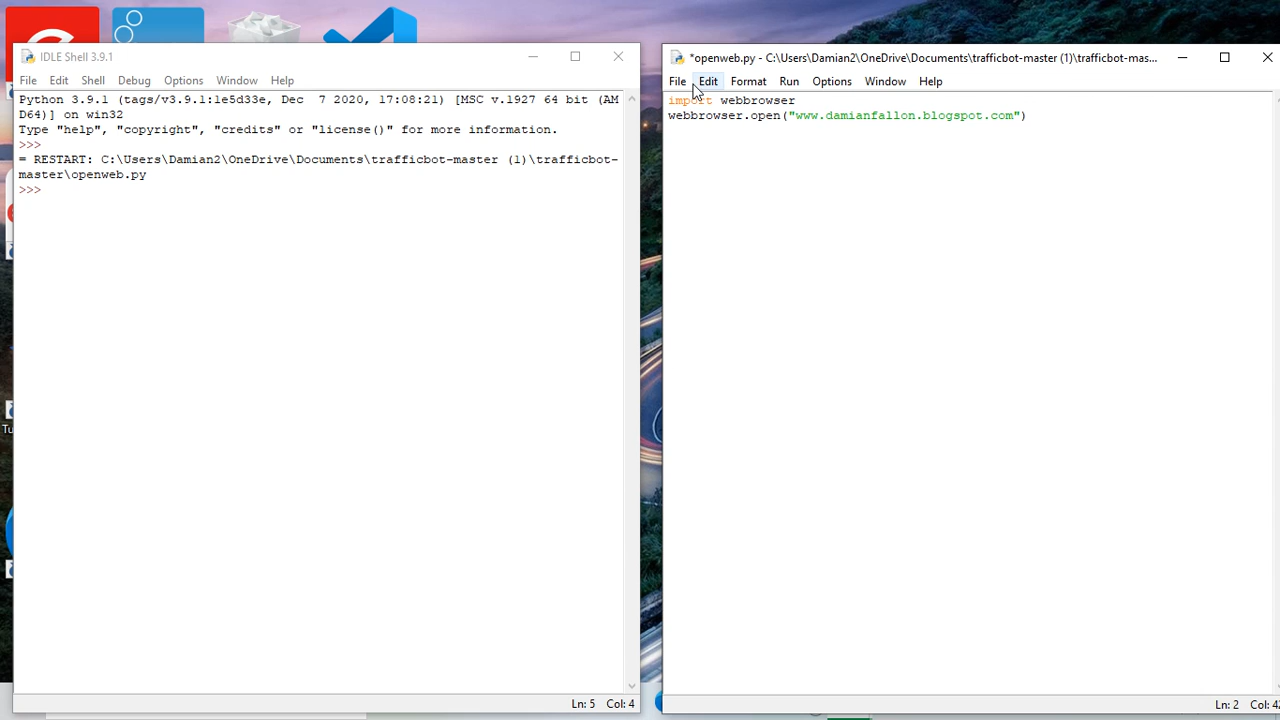 IDLE Shell 3.9.1
File Edit Shell Debug Options Window Help
Python 3.9.1 (tags/v3.9.1:1e5d33e, Dec 7 2020, 17:08:21) [MSC v.1927 64 bit (AM
D64)] on win32
Type "help", "copyright", "credits" or "license()" for more information.
>>>
= RESTART: C:\Users\Damian2\OneDrive\Documents\trafficbot-master (1)\trafficbot-
master\openweb.py
>>>
Ln: 5 Col: 4
*openweb.py - C:\Users\Damian2\OneDrive\Documents\trafficbot-master (1)\trafficbot-mas...
File Edit Format Run Options Window Help
import webbrowser
webbrowser.open("www.damianfallon.blogspot.com")
Ln: 2 Col: 4
Tu